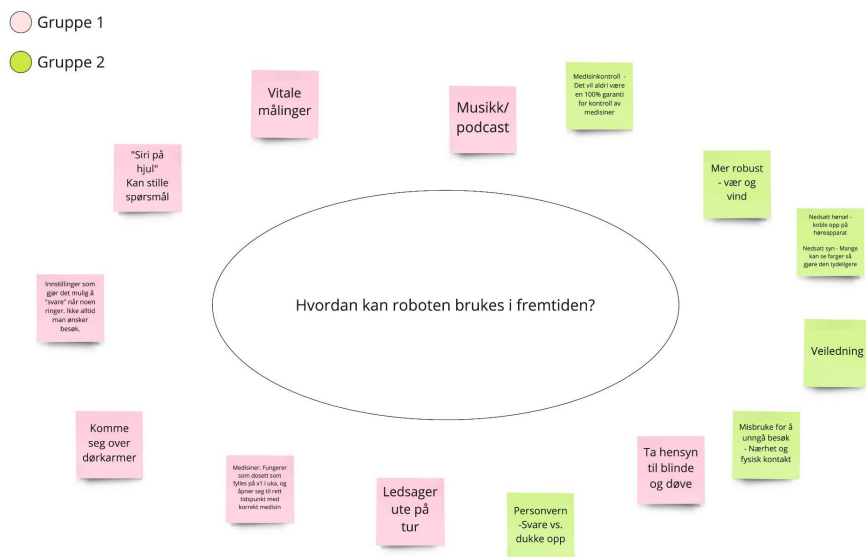 Gruppe 1
Gruppe 2
Vitale
målinger
Musikk/
podcast
Medisinkontroll -
Det vil aldri være
en 100% garanti
for kontroll av
medisiner
"Siri på
hjul"
Kan stille
spørsmål
Mer robust
- vær og
vind
Nedsatt hørsel -
koble opp på
høreapparat
Nedsatt syn - Mange
kan se farger så
gjøre den tydeligere
Innstillinger som
gjør det mulig å
"svare" når noen
ringer. Ikke alltid
man ønsker
besøk.
Hvordan kan roboten brukes i fremtiden?
Veiledning
Komme
seg over
dørkarmer
Medisiner. Fungerer
som dosett som
fylles på x1 i uka, og
åpner seg til rett
tidspunkt med
korrekt medisin
Ledsager
ute på
tur
Personvern
-Svare vs.
dukke opp
Ta hensyn
til blinde
og døve
Misbruke for å
unngå besøk
- Nærhet og
fysisk kontakt